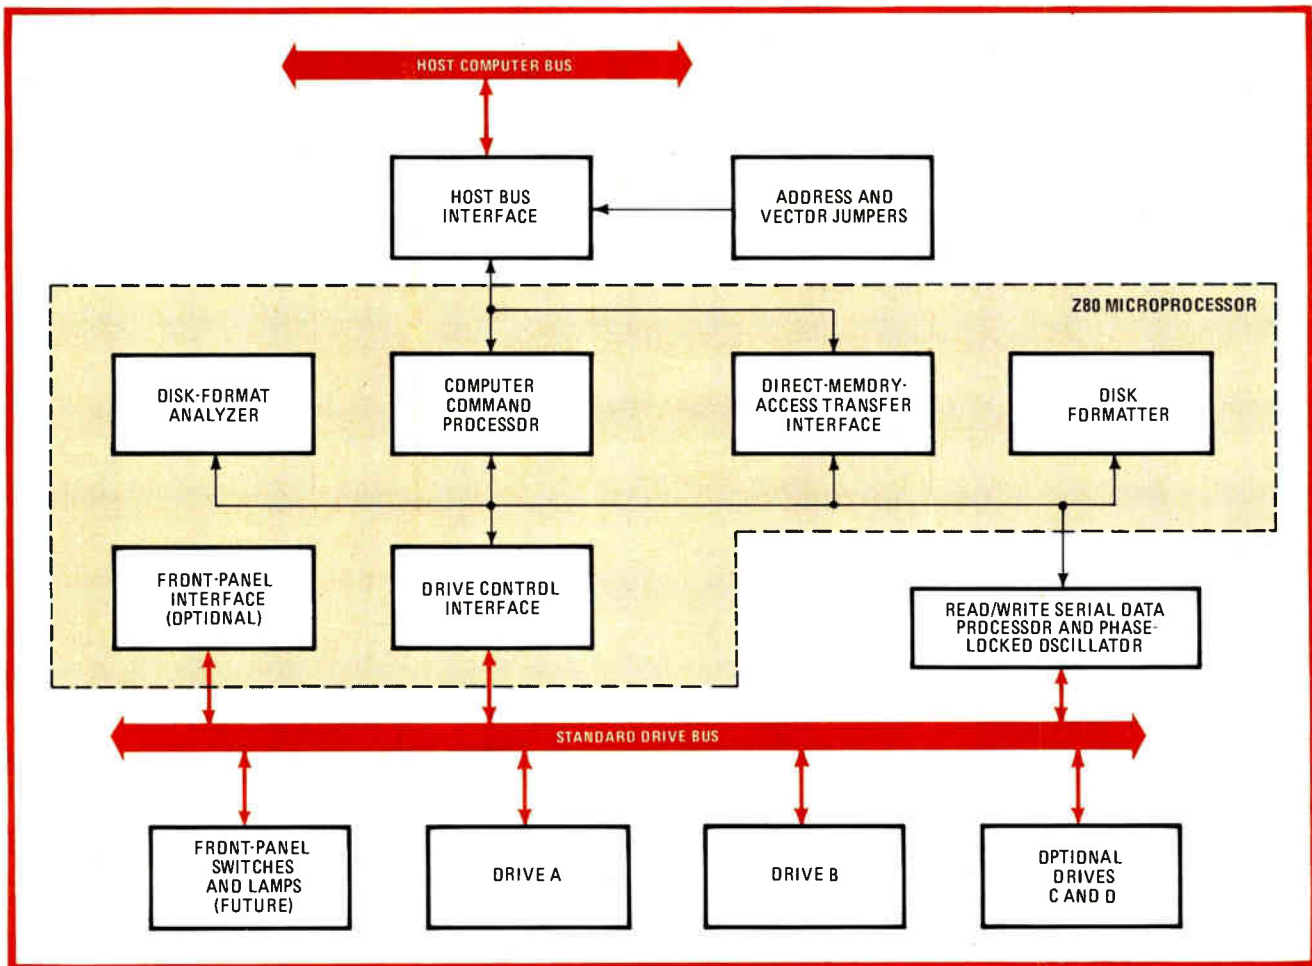 HOST COMPUTER BUS
HOST BUS
INTERFACE
ADDRESS AND
VECTOR JUMPERS
Z80 MICROPROCESSOR
DISK-FORMAT
ANALYZER
COMPUTER
COMMAND
PROCESSOR
DIRECT-MEMORY-
ACCESS TRANSFER
INTERFACE
DISK
FORMATTER
FRONT-PANEL
INTERFACE
(OPTIONAL)
DRIVE CONTROL
INTERFACE
READ/WRITE SERIAL DATA
PROCESSOR AND PHASE-
LOCKED OSCILLATOR
STANDARD DRIVE BUS
FRONT-PANEL
SWITCHES
AND LAMPS
(FUTURE)
DRIVE A
DRIVE B
OPTIONAL
DRIVES
C AND D